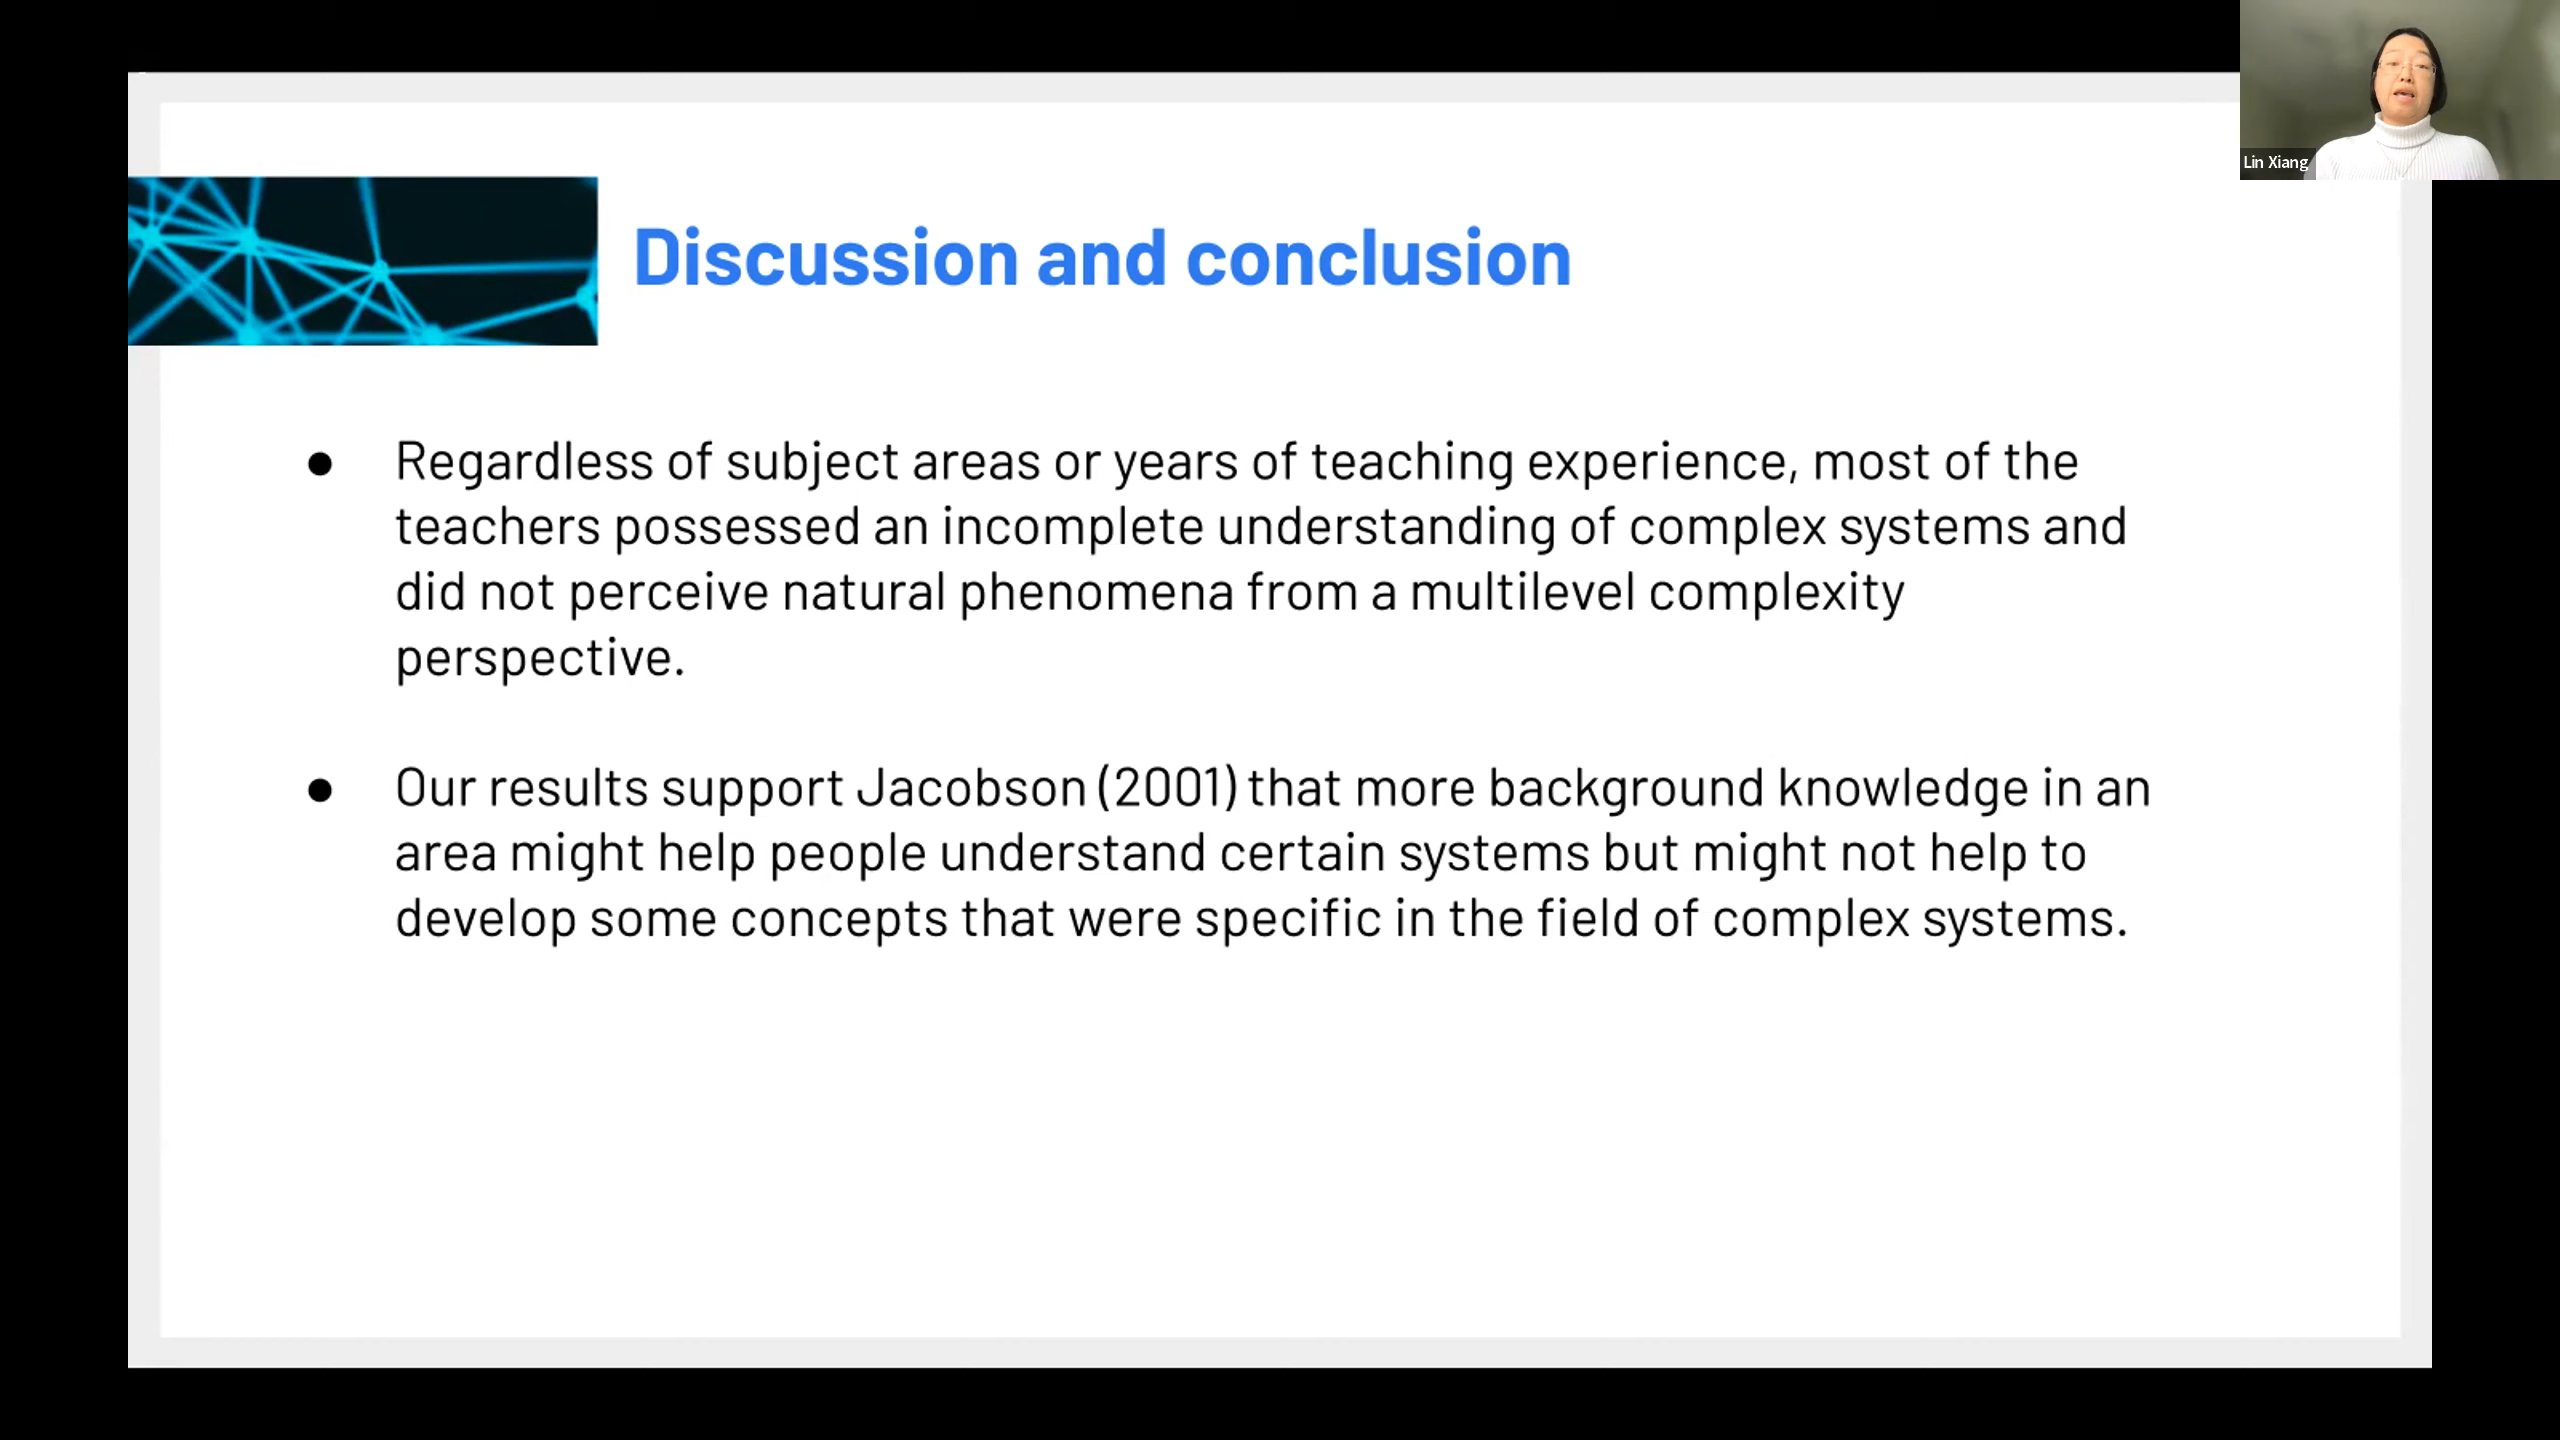 Lin Xiang
Discussion and conclusion
● Regardless of subject areas or years of teaching experience, most of the
teachers possessed an incomplete understanding of complex systems and
did not perceive natural phenomena from a multilevel complexity
perspective.
● Our results support Jacobson (2001) that more background knowledge in an
area might help people understand certain systems but might not help to
develop some concepts that were specific in the field of complex systems.